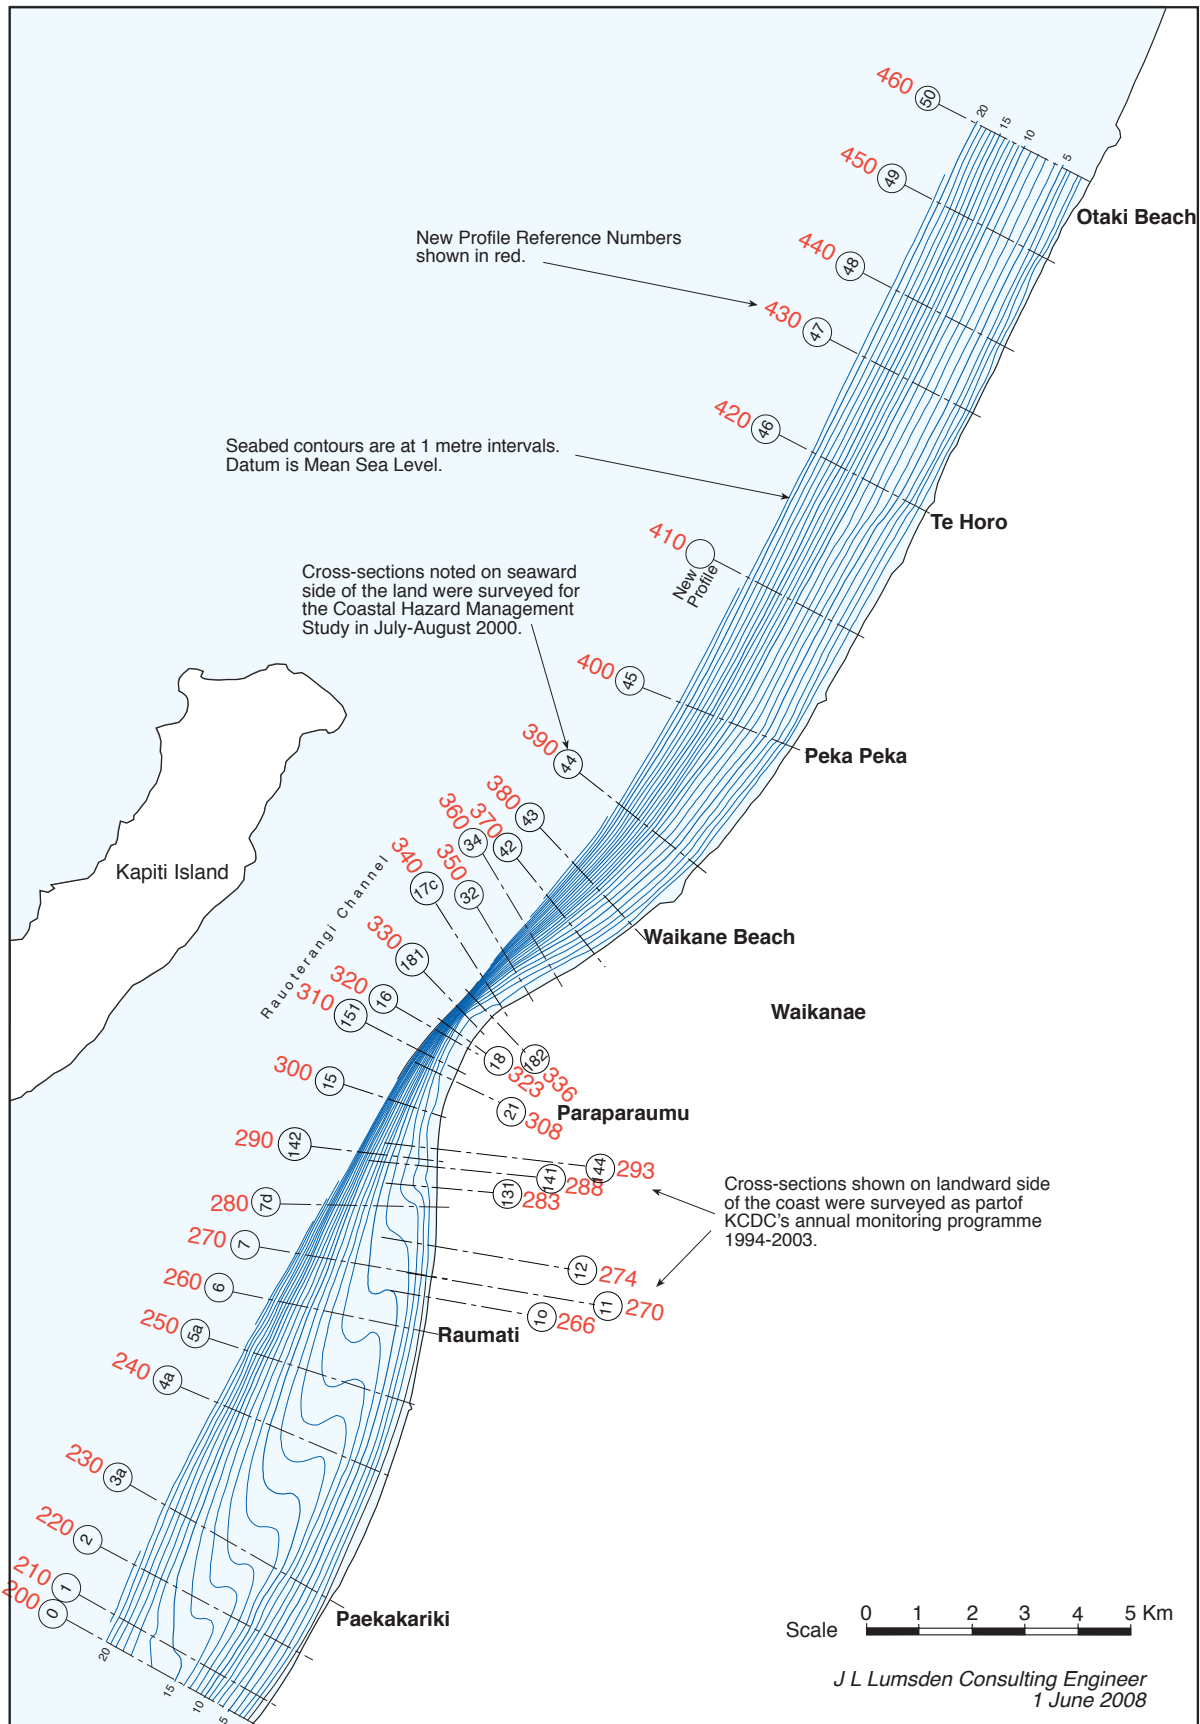 460
50
20
15
10
5
450
49
Otaki Beach
New Profile Reference Numbers
shown in red.
440
48
430
47
420
46
Seabed contours are at 1 metre intervals.
Datum is Mean Sea Level.
Te Horo
410
New
Profile
Cross-sections noted on seaward
side of the land were surveyed for
the Coastal Hazard Management
Study in July-August 2000.
400
45
390
44
Peka Peka
380
43
370
42
360
34
350
32
340
17c
Kapiti Island
Rauoterangi Channel
330
181
Waikane Beach
320
16
310
151
Waikanae
300
15
18
323
182
336
21
308
Paraparaumu
290
142
144
293
141
288
131
283
Cross-sections shown on landward side
of the coast were surveyed as partof
KCDC's annual monitoring programme
1994-2003.
280
7d
270
7
12
274
260
6
11
270
1o
266
250
5a
Raumati
240
4a
230
3a
220
2
210
1
200
0
Paekakariki
20
15
10
5
Scale
0 1 2 3 4 5 Km
J L Lumsden Consulting Engineer
1 June 2008